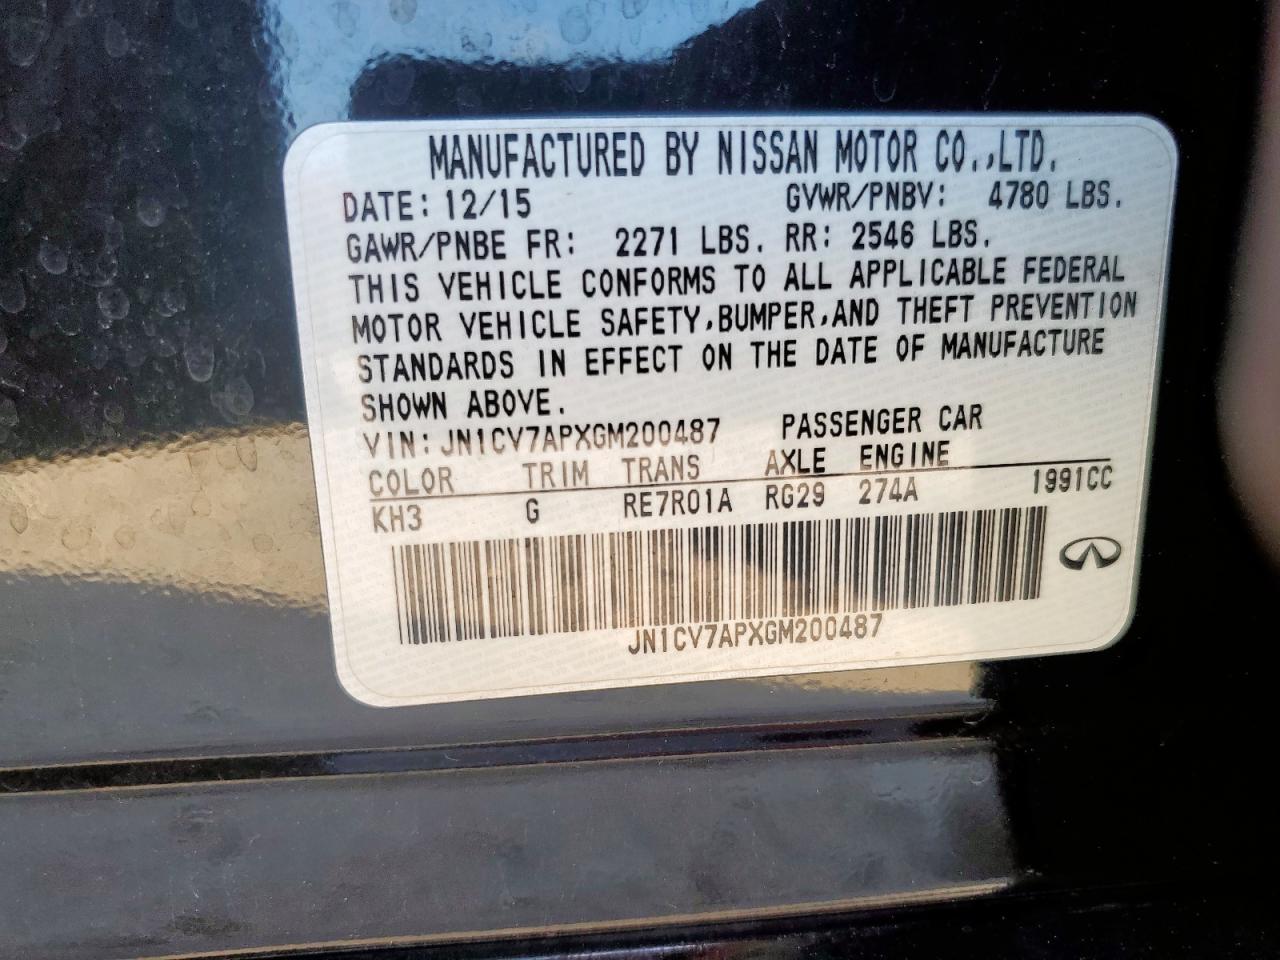 MANUFACTURED BY NISSAN MOTOR CO.,LTD.
DATE: 12/15 GVWR/PNBV: 4780 LBS.
GAWR/PNBE FR: 2271 LBS. RR: 2546 LBS.
THIS VEHICLE CONFORMS TO ALL APPLICABLE FEDERAL
MOTOR VEHICLE SAFETY,BUMPER,AND THEFT PREVENTION
STANDARDS IN EFFECT ON THE DATE OF MANUFACTURE
SHOWN ABOVE.
VIN: JN1CV7APXGM200487 PASSENGER CAR
COLOR TRIM TRANS AXLE ENGINE
KH3 G RE7R01A RG29 274A 1991CC
JN1CV7APXGM200487